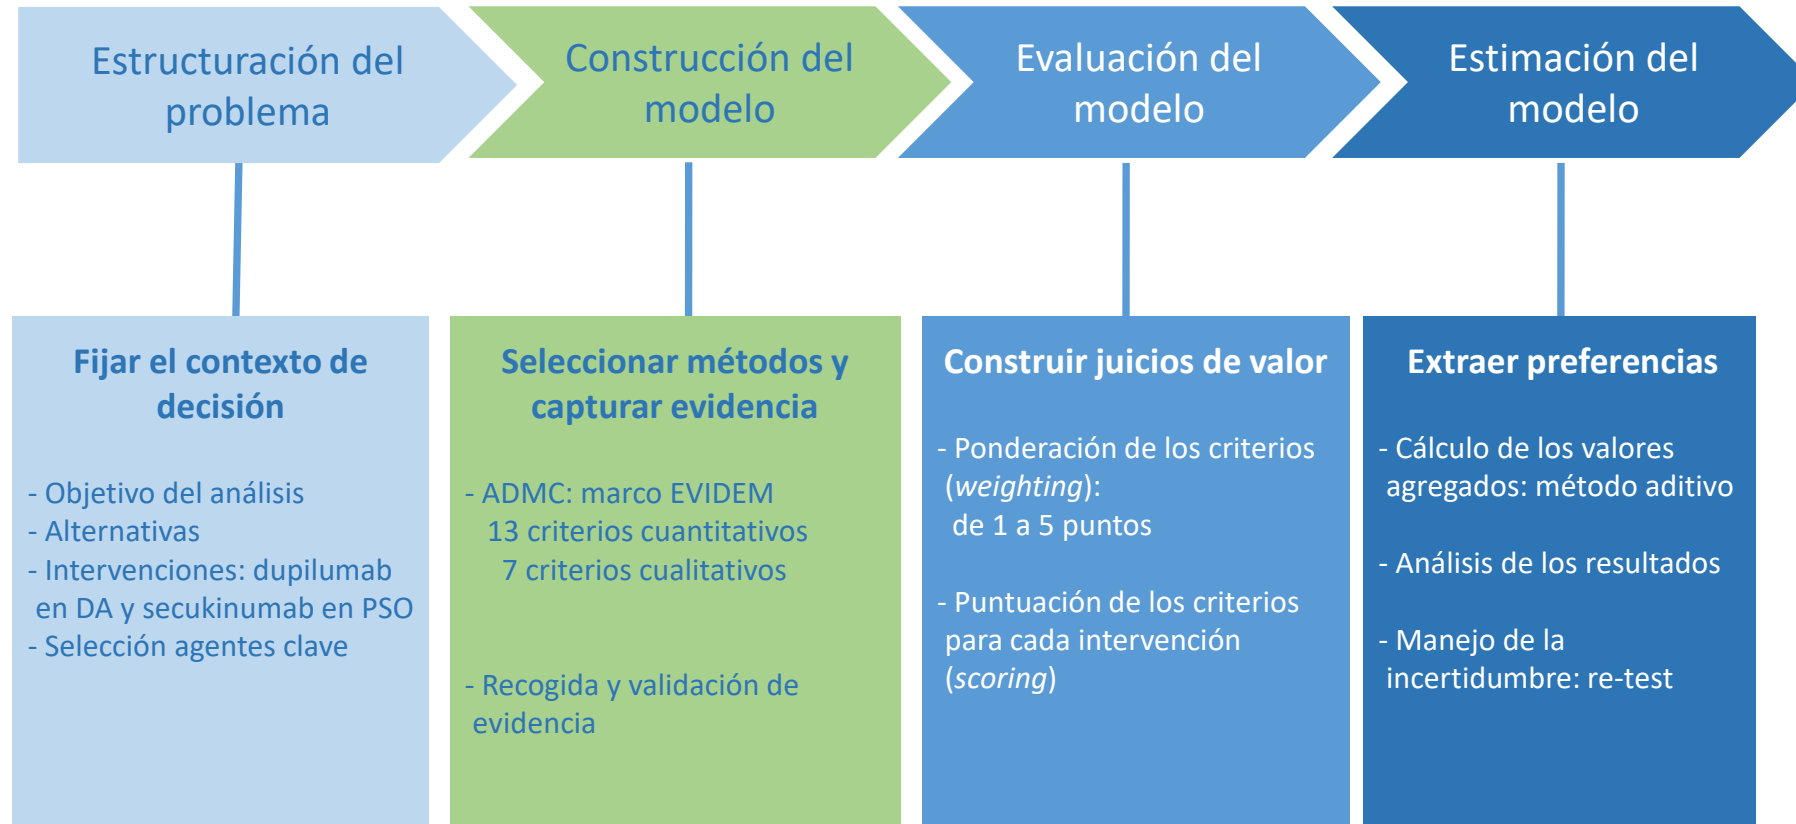 Estructuración del
problema
Construcción del
modelo
Evaluación del
modelo
Estimación del
modelo
Fijar el contexto de
decisión
- Objetivo del análisis
- Alternativas
- Intervenciones: dupilumab
en DA y secukinumab en PSO
- Selección agentes clave
Seleccionar métodos y
capturar evidencia
- ADMC: marco EVIDEM
13 criterios cuantitativos
7 criterios cualitativos
- Recogida y validación de
evidencia
Construir juicios de valor
- Ponderación de los criterios
(weighting):
de 1 a 5 puntos
- Puntuación de los criterios
para cada intervención
(scoring)
Extraer preferencias
- Cálculo de los valores
agregados: método aditivo
- Análisis de los resultados
- Manejo de la
incertidumbre: re-test